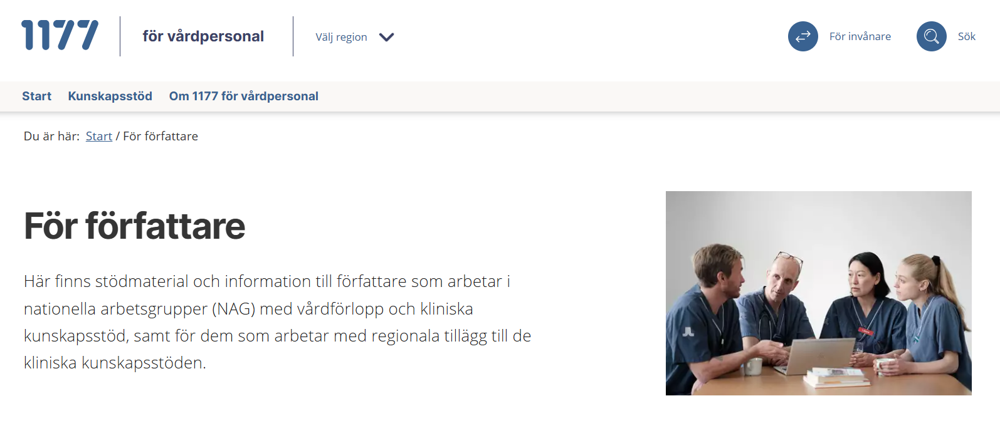 1177
för vårdpersonal
Välj region
För invånare
Sök
Start
Kunskapsstöd
Om 1177 för vårdpersonal
Du är här: Start / För författare
För författare
Här finns stödmaterial och information till författare som arbetar i
nationella arbetsgrupper (NAG) med vårdförlopp och kliniska
kunskapsstöd, samt för dem som arbetar med regionala tillägg till de
kliniska kunskapsstöden.